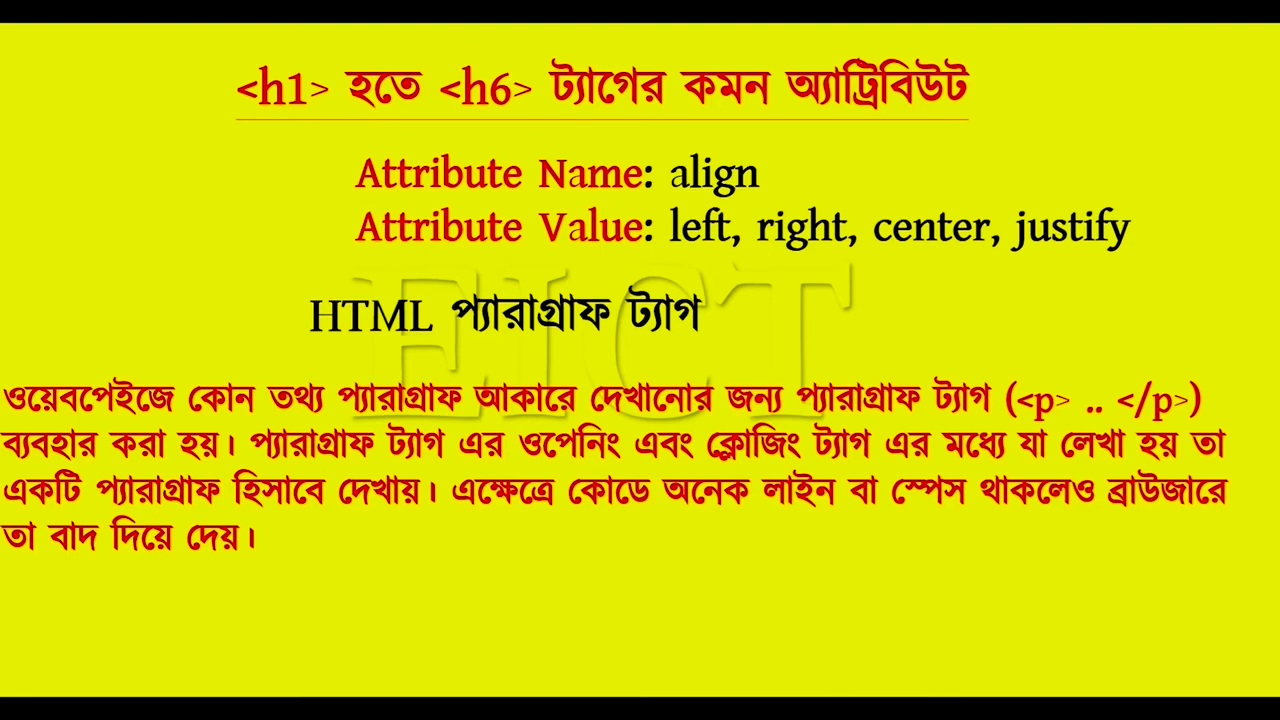 <h1> হতে <h6> ট্যাগের কমন অ্যাট্রিবিউট
Attribute Name: align
Attribute Value: left, right, center, justify
EICT
HTML প্যারাগ্রাফ ট্যাগ
ওয়েবপেইজে কোন তথ্য প্যারাগ্রাফ আকারে দেখানোর জন্য প্যারাগ্রাফ ট্যাগ (<p> .. </p>)
ব্যবহার করা হয়। প্যারাগ্রাফ ট্যাগ এর ওপেনিং এবং ক্লোজিং ট্যাগ এর মধ্যে যা লেখা হয় তা
একটি প্যারাগ্রাফ হিসাবে দেখায়। এক্ষেত্রে কোডে অনেক লাইন বা স্পেস থাকলেও ব্রাউজারে
তা বাদ দিয়ে দেয়।